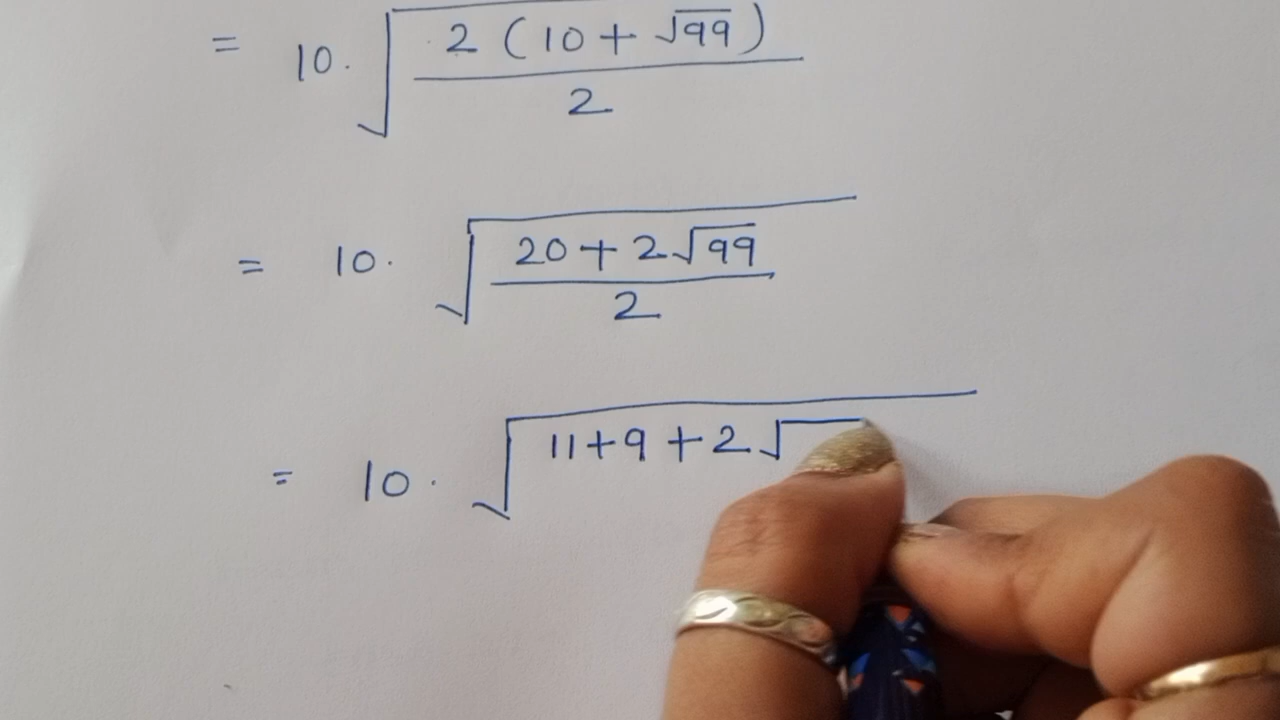 = 10. √(2 (10 + √99) / 2)
= 10. √((20 + 2√99) / 2)
= 10. √(11 + 9 + 2√